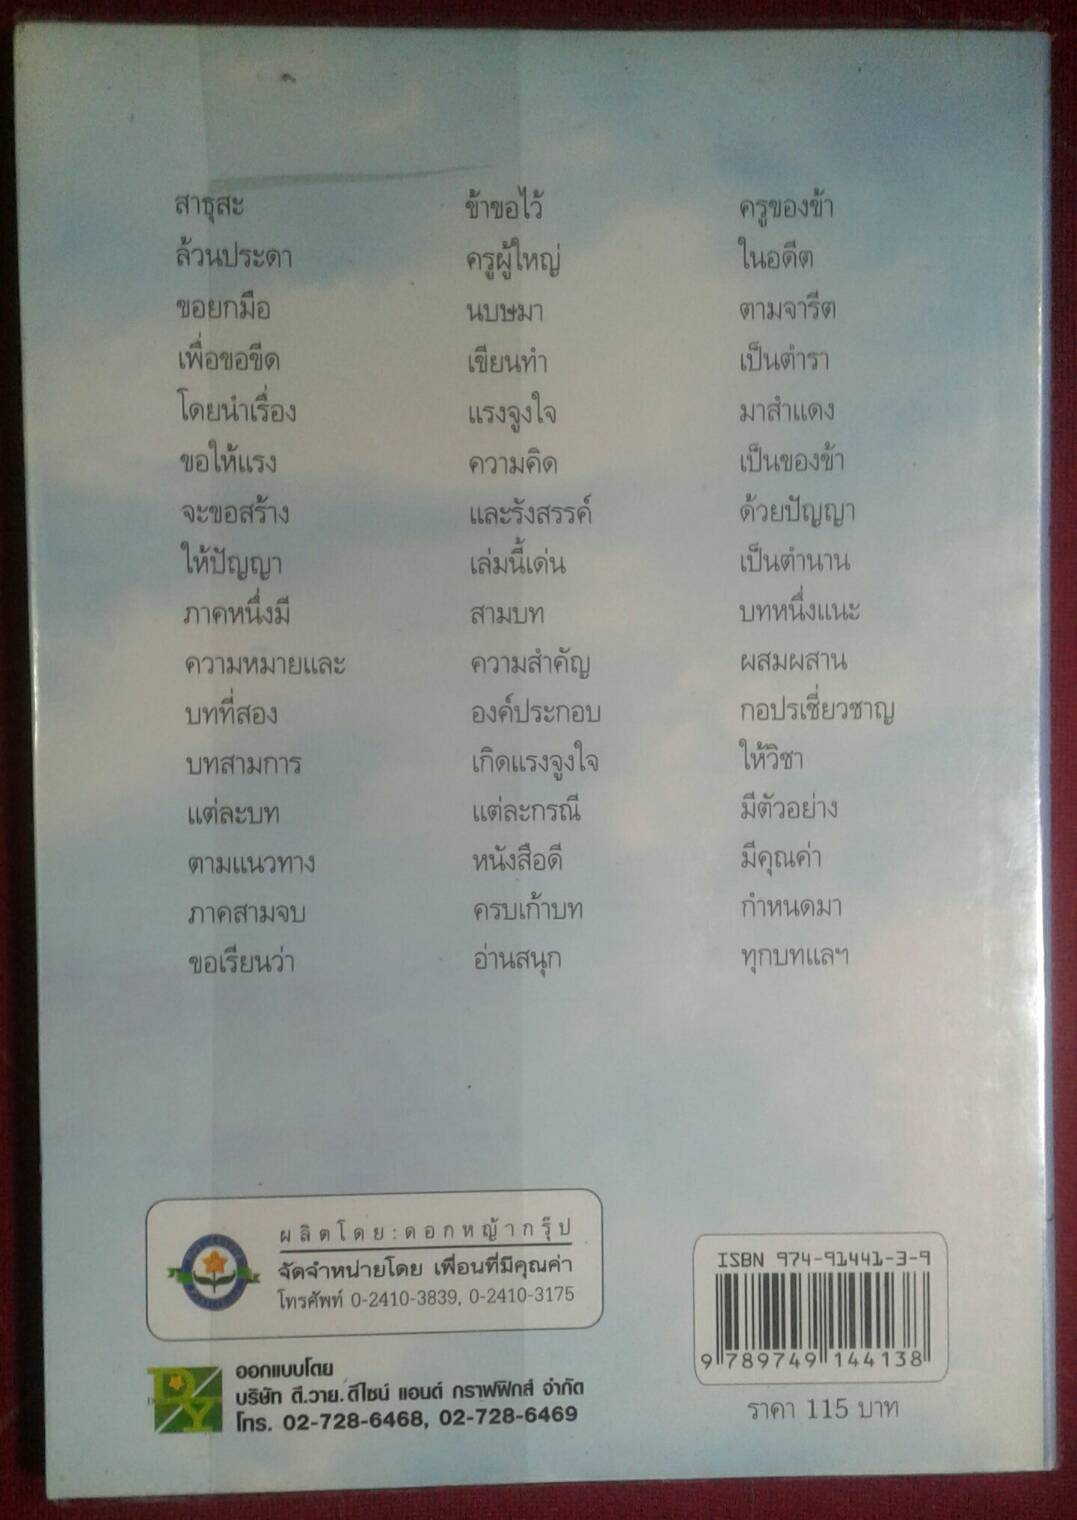 สาธุสะ ข้าขอไว้ ครูของข้า
ล้วนประดา ครูผู้ใหญ่ ในอดีต
ขอยกมือ นบษมา ตามจารีต
เพื่อขอขีด เขียนทำ เป็นตำรา
โดยนำเรื่อง แรงจูงใจ มาสำแดง
ขอให้แรง ความคิด เป็นของข้า
จะขอสร้าง และรังสรรค์ ด้วยปัญญา
ให้ปัญญา เล่มนี้เด่น เป็นตำนาน
ภาคหนึ่งมี สามบท บทหนึ่งแนะ
ความหมายและ ความสำคัญ ผสมผสาน
บทที่สอง องค์ประกอบ กอปรเชี่ยวชาญ
บทสามการ เกิดแรงจูงใจ ให้วิชา
แต่ละบท แต่ละกรณี มีตัวอย่าง
ตามแนวทาง หนังสือดี มีคุณค่า
ภาคสามจบ ครบเก้าบท กำหนดมา
ขอเรียนว่า อ่านสนุก ทุกบทแลฯ
ผลิตโดย:ดอกหญ้ากรุ๊ป
จัดจำหน่ายโดย เพื่อนที่มีคุณค่า
โทรศัพท์ 0-2410-3839, 0-2410-3175
DY
ออกแบบโดย
บริษัท ดี.วาย.ดีไซน์ แอนด์ กราฟฟิกส์ จำกัด
โทร. 02-728-6468, 02-728-6469
ISBN 974-91441-3-9
9 789749 144138
ราคา 115 บาท